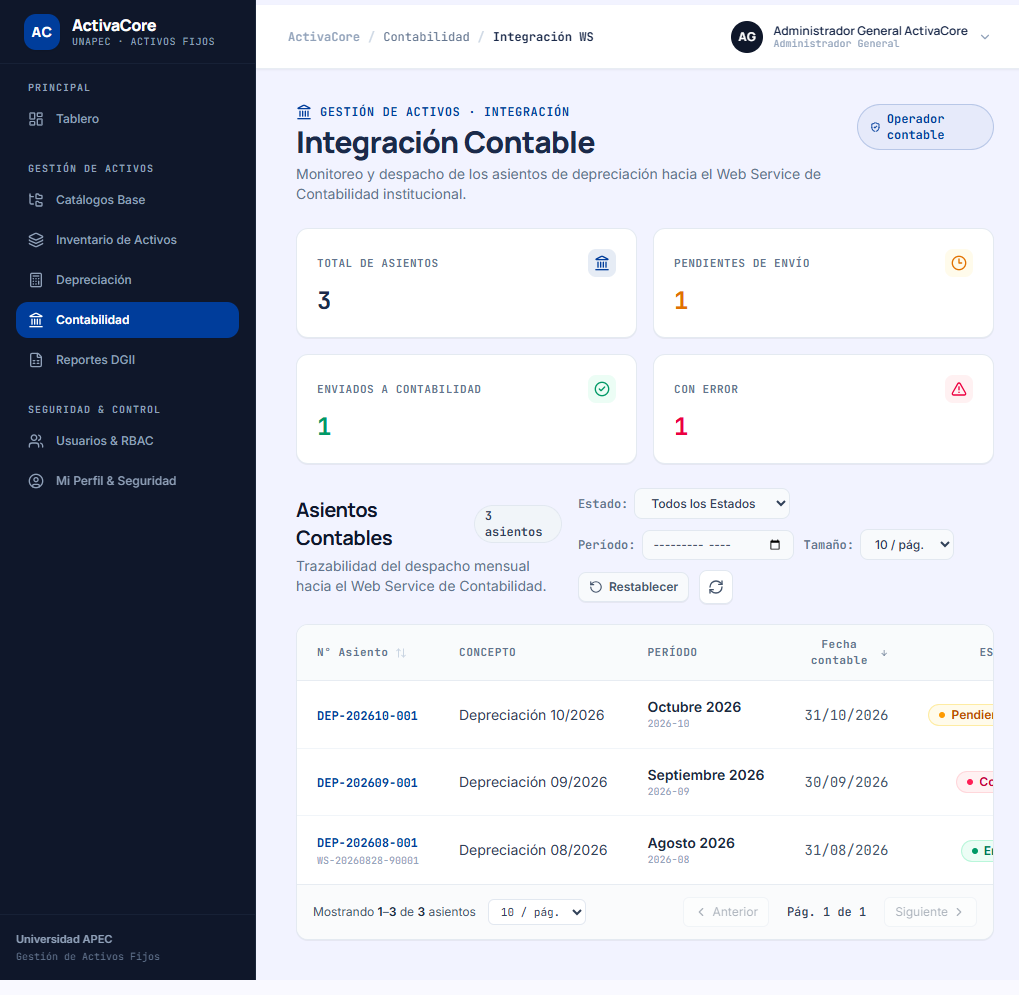 AC
ActivaCore
UNAPEC · ACTIVOS FIJOS
PRINCIPAL
Tablero
GESTIÓN DE ACTIVOS
Catálogos Base
Inventario de Activos
Depreciación
Contabilidad
Reportes DGII
SEGURIDAD & CONTROL
Usuarios & RBAC
Mi Perfil & Seguridad
Universidad APEC
Gestión de Activos Fijos
ActivaCore / Contabilidad / Integración WS
AG
Administrador General ActivaCore
Administrador General
GESTIÓN DE ACTIVOS · INTEGRACIÓN
Integración Contable
Monitoreo y despacho de los asientos de depreciación hacia el Web Service de
Contabilidad institucional.
Operador
contable
TOTAL DE ASIENTOS
3
PENDIENTES DE ENVÍO
1
ENVIADOS A CONTABILIDAD
1
CON ERROR
1
Asientos
Contables
3
asientos
Trazabilidad del despacho mensual
hacia el Web Service de Contabilidad.
Estado: Todos los Estados
Período: --------- ---- Tamaño: 10 / pág.
Restablecer
N° Asiento CONCEPTO PERÍODO Fecha
contable ↓ ES
DEP-202610-001 Depreciación 10/2026 Octubre 2026 31/10/2026 Pendien
2026-10
DEP-202609-001 Depreciación 09/2026 Septiembre 2026 30/09/2026 Co
2026-09
DEP-202608-001 Depreciación 08/2026 Agosto 2026 31/08/2026 En
WS-20260828-90001 2026-08
Mostrando 1–3 de 3 asientos 10 / pág. Anterior Pág. 1 de 1 Siguiente